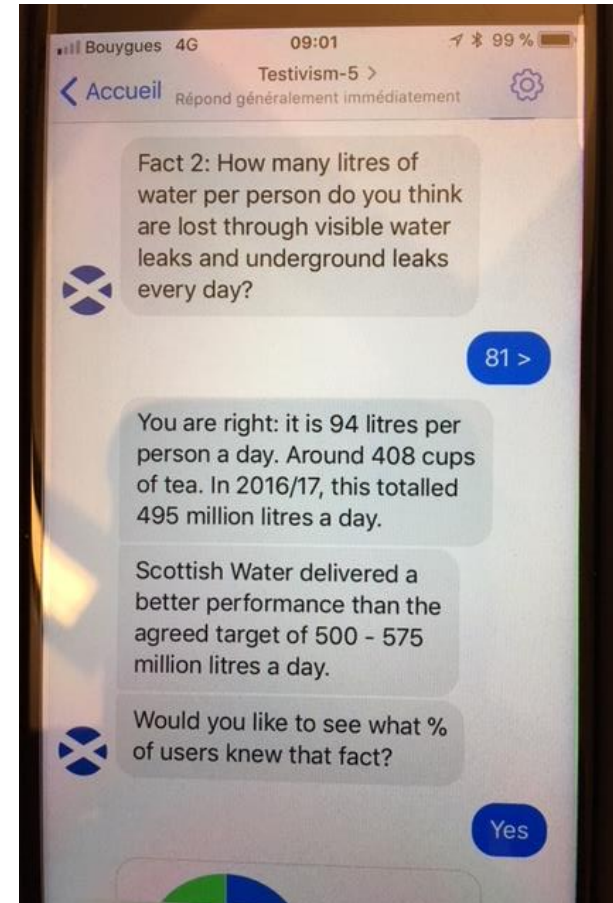 Bouygues 4G 09:01 99 %
Testivism-5 >
Accueil
Répond généralement immédiatement
Fact 2: How many litres of
water per person do you think
are lost through visible water
leaks and underground leaks
every day?
81 >
You are right: it is 94 litres per
person a day. Around 408 cups
of tea. In 2016/17, this totalled
495 million litres a day.
Scottish Water delivered a
better performance than the
agreed target of 500 - 575
million litres a day.
Would you like to see what %
of users knew that fact?
Yes